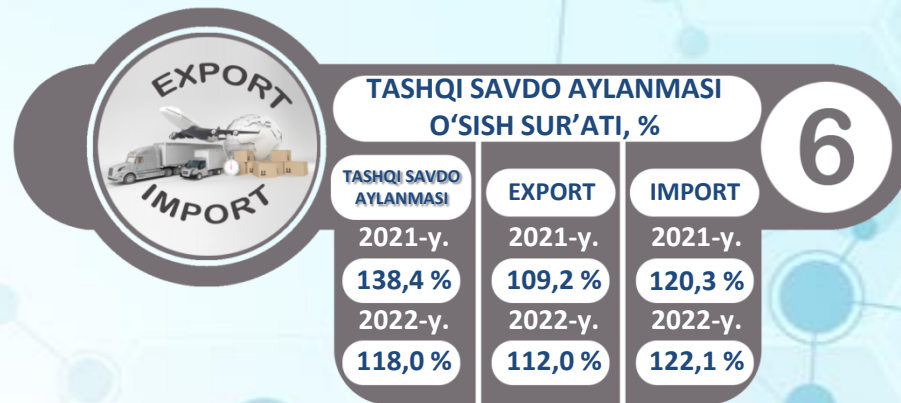 EXPORT
IMPORT
TASHQI SAVDO AYLANMASI
O‘SISH SUR’ATI, %
6
TASHQI SAVDO
AYLANMASI
EXPORT
IMPORT
2021-y.
2021-y.
2021-y.
138,4 %
109,2 %
120,3 %
2022-y.
2022-y.
2022-y.
118,0 %
112,0 %
122,1 %